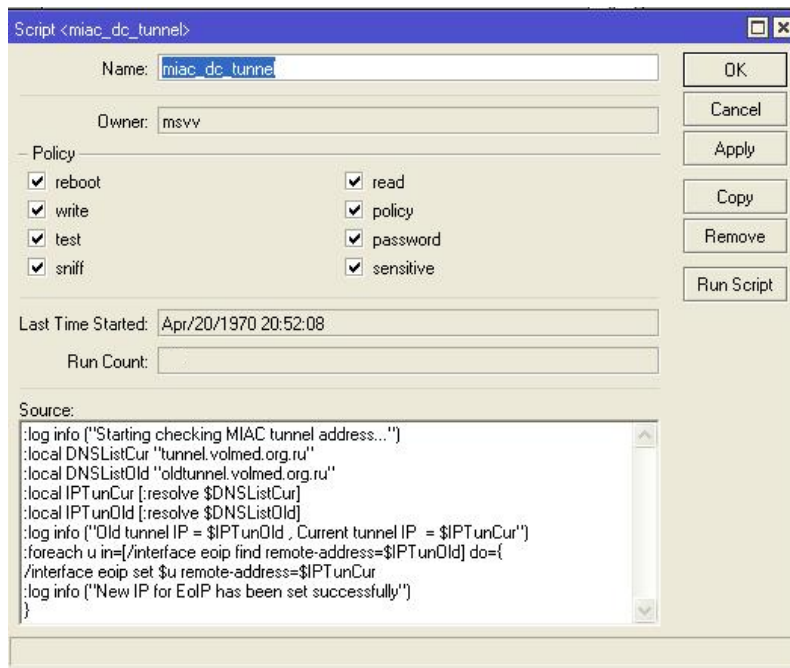 Script <miac_dc_tunnel>
Name: miac_dc_tunnel
OK
Owner: msvv
Cancel
Policy
Apply
reboot read
write policy
Copy
test password
Remove
sniff sensitive
Run Script
Last Time Started: Apr/20/1970 20:52:08
Run Count:
Source:
:log info ("Starting checking MIAC tunnel address...")
:local DNSListCur "tunnel.volmed.org.ru"
:local DNSListOld "oldtunnel.volmed.org.ru"
:local IPTunCur [:resolve $DNSListCur]
:local IPTunOld [:resolve $DNSListOld]
:log info ("Old tunnel IP = $IPTunOld , Current tunnel IP  = $IPTunCur")
:foreach u in=[/interface eoip find remote-address=$IPTunOld] do={
/interface eoip set $u remote-address=$IPTunCur
:log info ("New IP for EoIP has been set successfully")
}